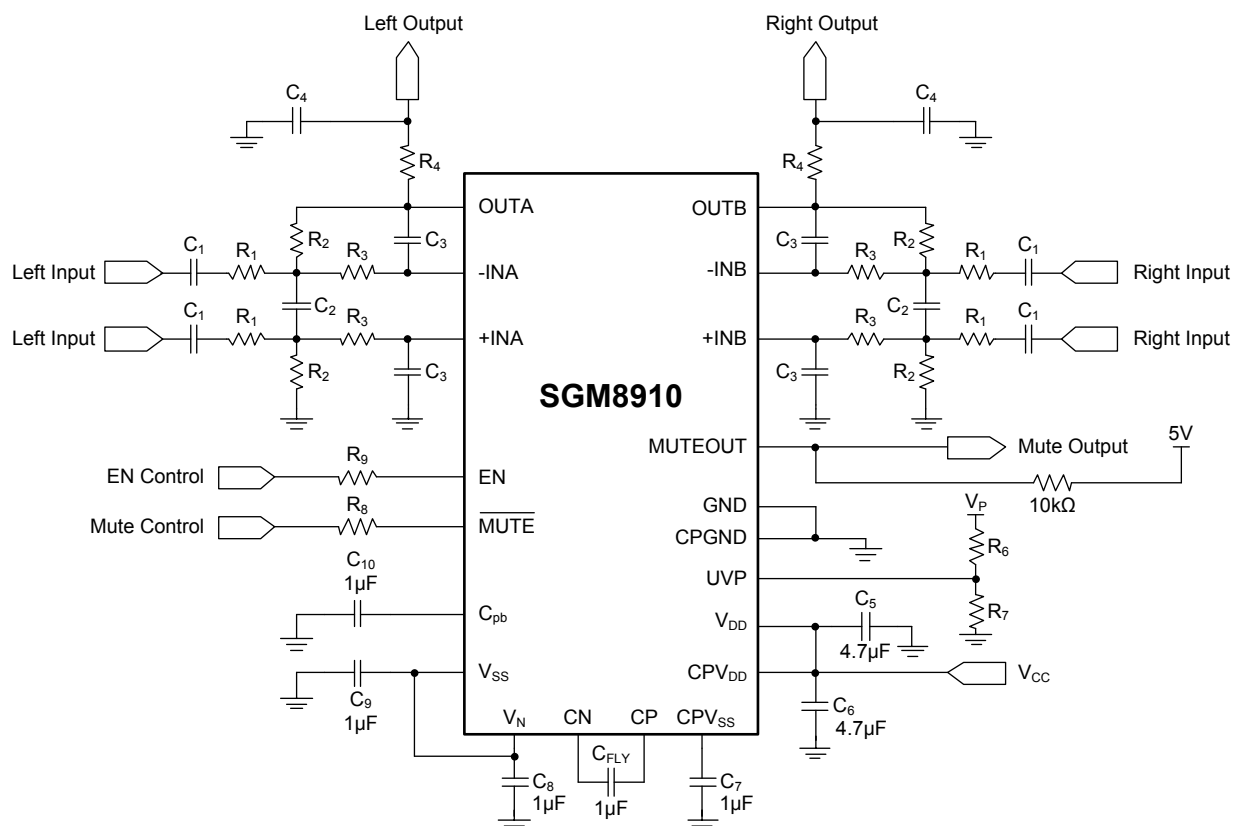 Left Output
Right Output
C4
C4
R4
R4
OUTA
OUTB
R2
C3
C3
R2
C1
R1
R3
R3
R1
C1
Left Input
-INA
-INB
Right Input
C2
C2
C1
R1
R3
R3
R1
C1
Left Input
+INA
+INB
Right Input
R2
C3
C3
R2
SGM8910
MUTEOUT
Mute Output
5V
10kΩ
EN Control
R9
EN
Mute Control
R8
MUTE
GND
CPGND
VP
R6
UVP
R7
C10
1μF
Cpb
VDD
C5
4.7μF
C9
1μF
VSS
CPVDD
VCC
C6
4.7μF
VN
CN
CP
CPVSS
C8
1μF
CFLY
1μF
C7
1μF